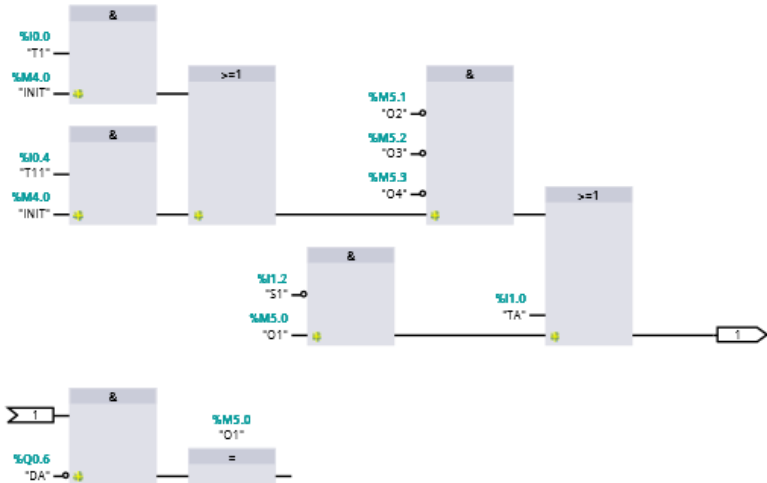 &
%I0.0
"T1"
%M4.0
"INIT"
>=1
&
%M5.1
"O2"
%M5.2
"O3"
%M5.3
"O4"
&
%I0.4
"T11"
%M4.0
"INIT"
>=1
&
%I1.2
"S1"
%M5.0
"O1"
%I1.0
"TA"
1
&
1
%M5.0
"O1"
=
%Q0.6
"DA"